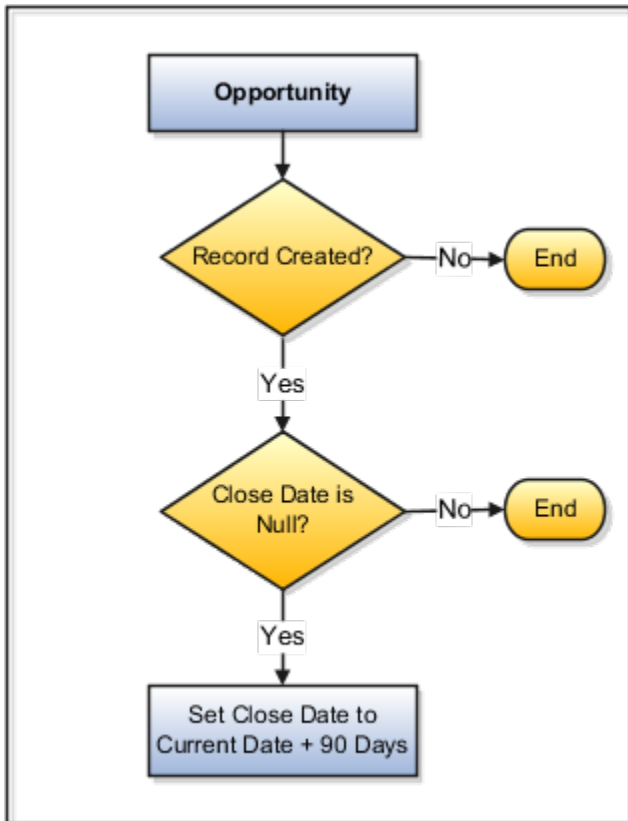 Opportunity
Record Created?
No
End
Yes
Close Date is
Null?
No
End
Yes
Set Close Date to
Current Date + 90 Days